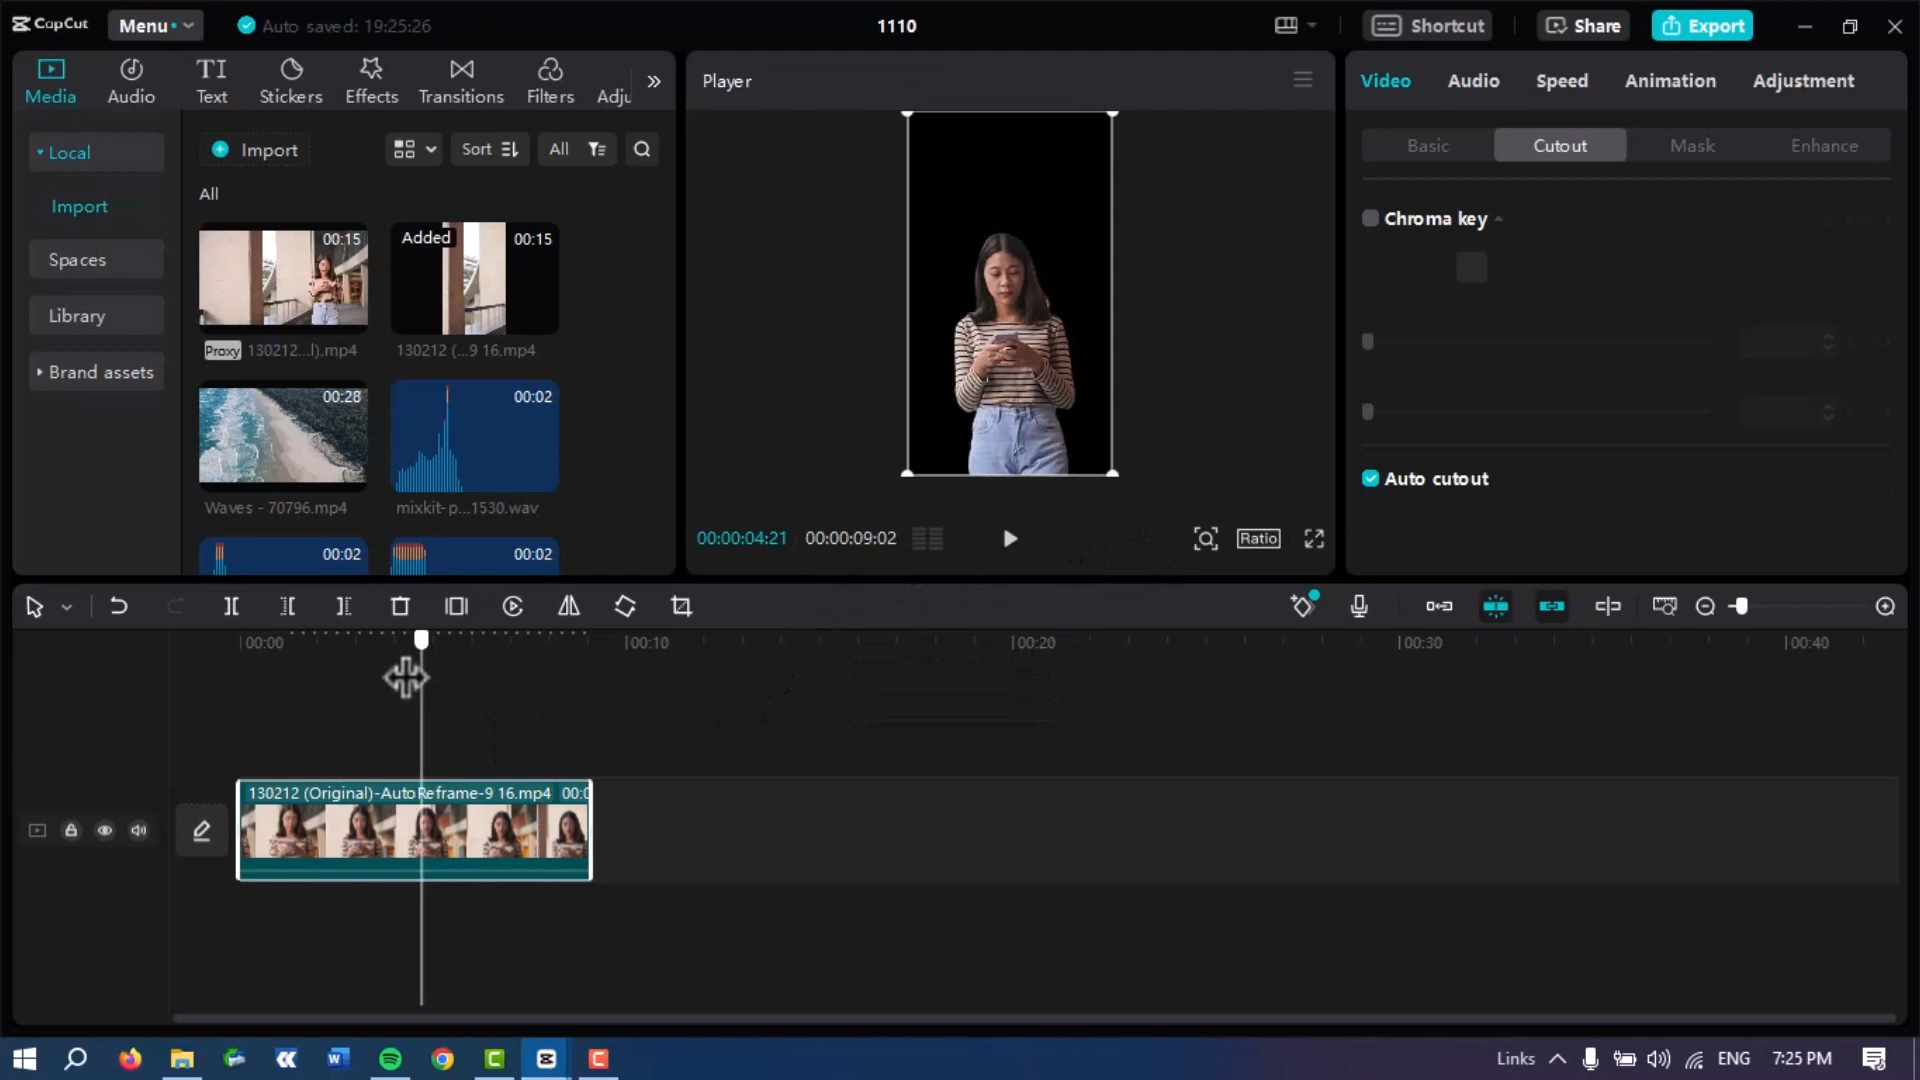 CapCut
Menu
Auto saved: 19:25:26
1110
Shortcut
Share
Export
Media
Audio
Text
Stickers
Effects
Transitions
Filters
Adju
Player
Video
Audio
Speed
Animation
Adjustment
Local
Import
Spaces
Library
Brand assets
Import
Sort
All
All
00:15
Added
00:15
Proxy
130212...l).mp4
130212 (...9 16.mp4
00:28
00:02
Waves - 70796.mp4
mixkit-p...1530.wav
00:02
00:02
00:00:04:21
00:00:09:02
Ratio
Basic
Cutout
Mask
Enhance
Chroma key
Auto cutout
00:00
00:10
00:20
00:30
00:40
130212 (Original)-AutoReframe-9 16.mp4
Links
ENG
7:25 PM